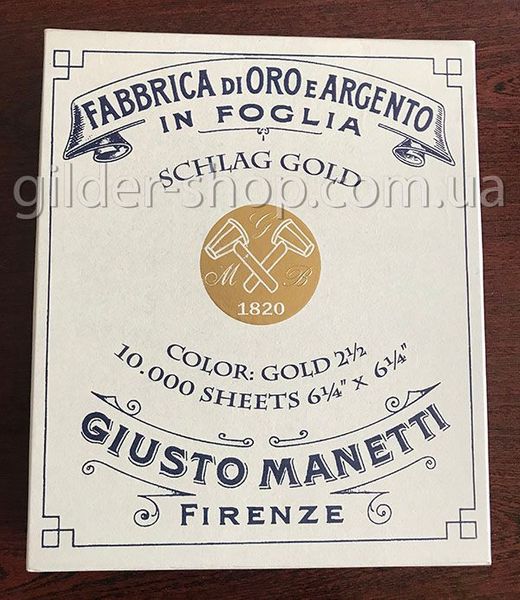 FABBRICA DI ORO E ARGENTO
IN FOGLIA
SCHLAG GOLD
gilder-shop.com.ua
G
M B
1820
COLOR: GOLD 2½
10.000 SHEETS 6¼" x 6¼"
GIUSTO MANETTI
FIRENZE